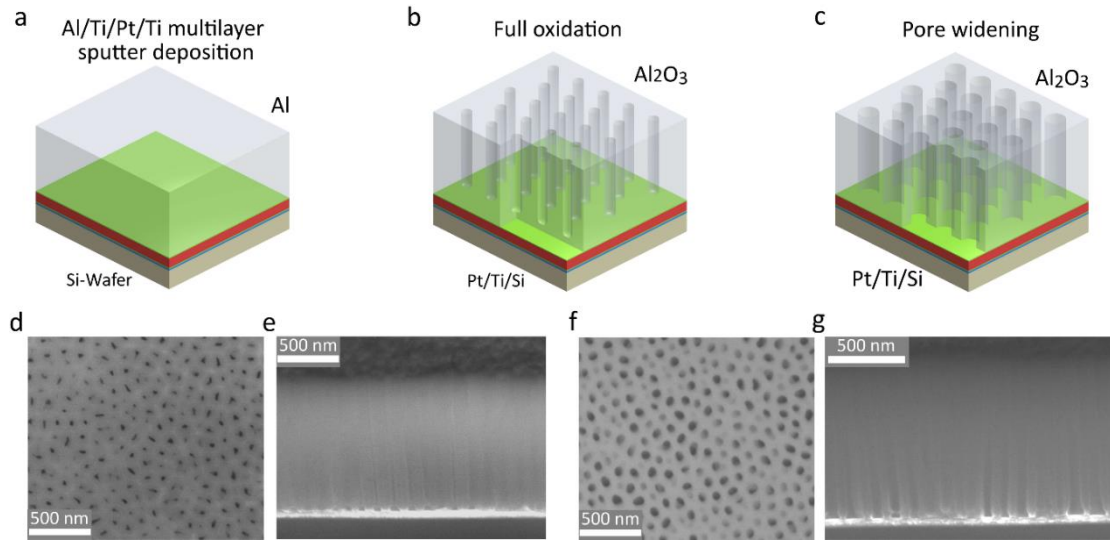 a
Al/Ti/Pt/Ti multilayer
sputter deposition
Al
Si-Wafer
b
Full oxidation
Al2O3
Pt/Ti/Si
c
Pore widening
Al2O3
Pt/Ti/Si
d
500 nm
e
500 nm
f
500 nm
g
500 nm